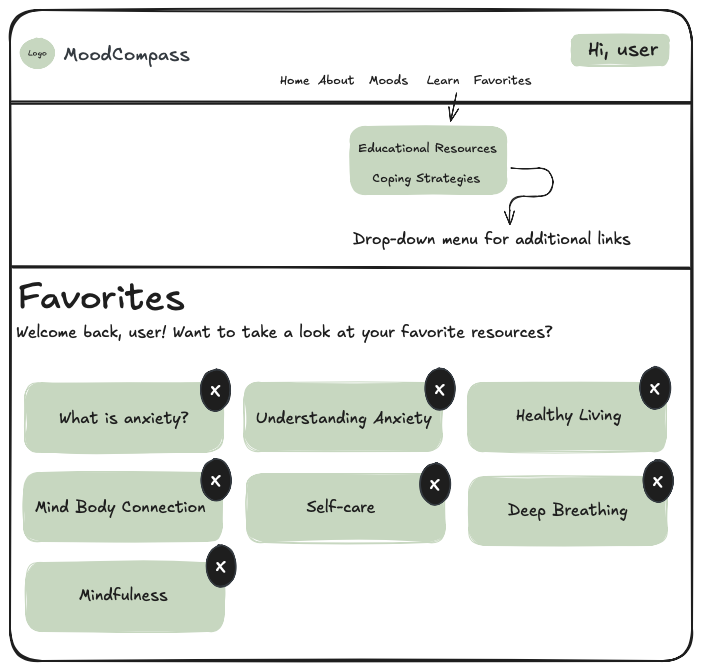 Logo
MoodCompass
Hi, user
Home About Moods Learn Favorites
Educational Resources
Coping Strategies
Drop-down menu for additional links
Favorites
Welcome back, user! Want to take a look at your favorite resources?
What is anxiety?
X
Understanding Anxiety
X
Healthy Living
X
Mind Body Connection
X
Self-care
X
Deep Breathing
X
Mindfulness
X